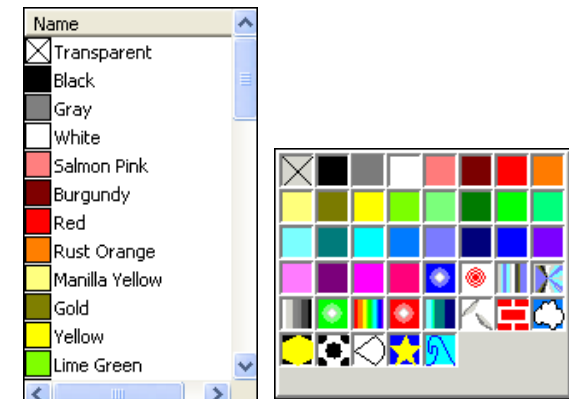 Name
Transparent
Black
Gray
White
Salmon Pink
Burgundy
Red
Rust Orange
Manilla Yellow
Gold
Yellow
Lime Green